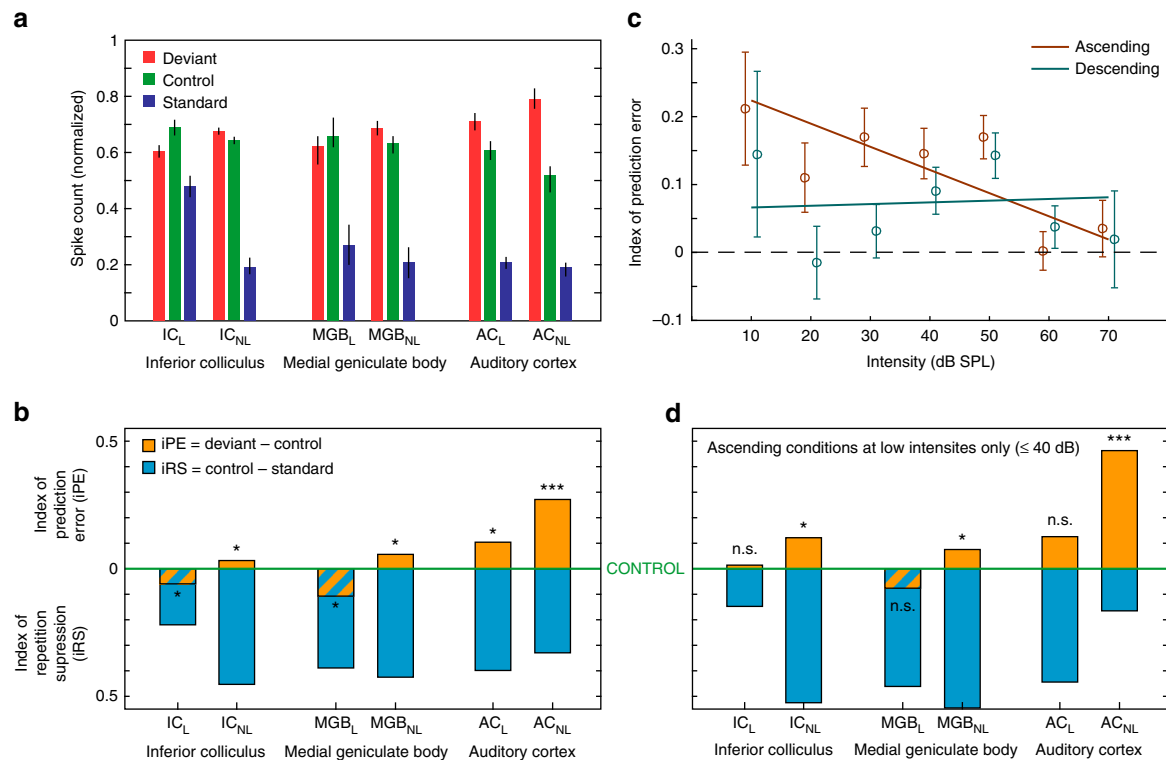 a
Deviant
Control
Standard
Spike count (normalized)
1
0.8
0.6
0.4
0.2
0
IC_L IC_NL MGB_L MGB_NL AC_L AC_NL
Inferior colliculus Medial geniculate body Auditory cortex
c
Ascending
Descending
Index of prediction error
0.3
0.2
0.1
0
–0.1
10 20 30 40 50 60 70
Intensity (dB SPL)
b
iPE = deviant – control
iRS = control – standard
Index of
prediction
error (iPE)
Index of
repetition
supression
(iRS)
0.5
0
0.5
* * * * * ***
CONTROL
IC_L IC_NL MGB_L MGB_NL AC_L AC_NL
Inferior colliculus Medial geniculate body Auditory cortex
d
Ascending conditions at low intensites only (≤ 40 dB)
n.s. * n.s. * n.s. ***
IC_L IC_NL MGB_L MGB_NL AC_L AC_NL
Inferior colliculus Medial geniculate body Auditory cortex